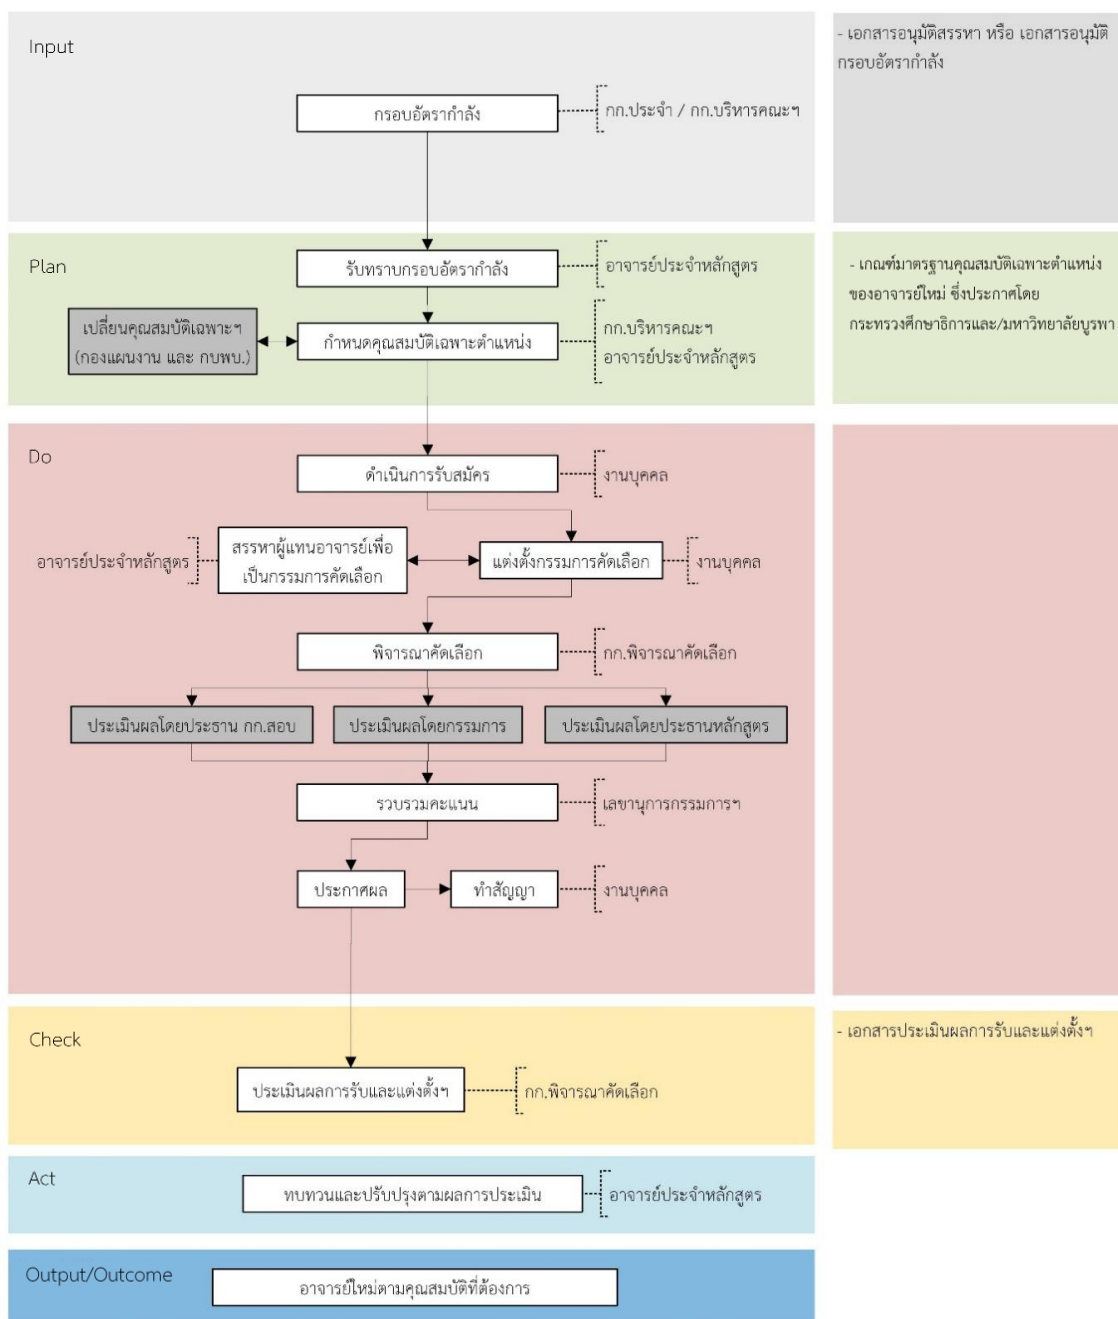 Input
- เอกสารอนุมัติสรรหา หรือ เอกสารอนุมัติ
กรอบอัตรากำลัง
กรอบอัตรากำลัง
กก.ประจำ / กก.บริหารคณะฯ
Plan
รับทราบกรอบอัตรากำลัง
อาจารย์ประจำหลักสูตร
- เกณฑ์มาตรฐานคุณสมบัติเฉพาะตำแหน่ง
ของอาจารย์ใหม่ ซึ่งประกาศโดย
กระทรวงศึกษาธิการและ/มหาวิทยาลัยบูรพา
เปลี่ยนคุณสมบัติเฉพาะฯ
(กองแผนงาน และ กบพบ.)
กำหนดคุณสมบัติเฉพาะตำแหน่ง
กก.บริหารคณะฯ
อาจารย์ประจำหลักสูตร
Do
ดำเนินการรับสมัคร
งานบุคคล
อาจารย์ประจำหลักสูตร
สรรหาผู้แทนอาจารย์เพื่อ
เป็นกรรมการคัดเลือก
แต่งตั้งกรรมการคัดเลือก
งานบุคคล
พิจารณาคัดเลือก
กก.พิจารณาคัดเลือก
ประเมินผลโดยประธาน กก.สอบ
ประเมินผลโดยกรรมการ
ประเมินผลโดยประธานหลักสูตร
รวบรวมคะแนน
เลขานุการกรรมการฯ
ประกาศผล
ทำสัญญา
งานบุคคล
Check
- เอกสารประเมินผลการรับและแต่งตั้งฯ
ประเมินผลการรับและแต่งตั้งฯ
กก.พิจารณาคัดเลือก
Act
ทบทวนและปรับปรุงตามผลการประเมิน
อาจารย์ประจำหลักสูตร
Output/Outcome
อาจารย์ใหม่ตามคุณสมบัติที่ต้องการ